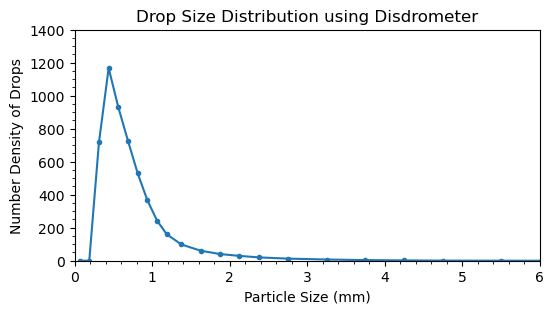 Drop Size Distribution using Disdrometer
1400
1200
1000
800
600
400
200
0
Number Density of Drops
0 1 2 3 4 5 6
Particle Size (mm)